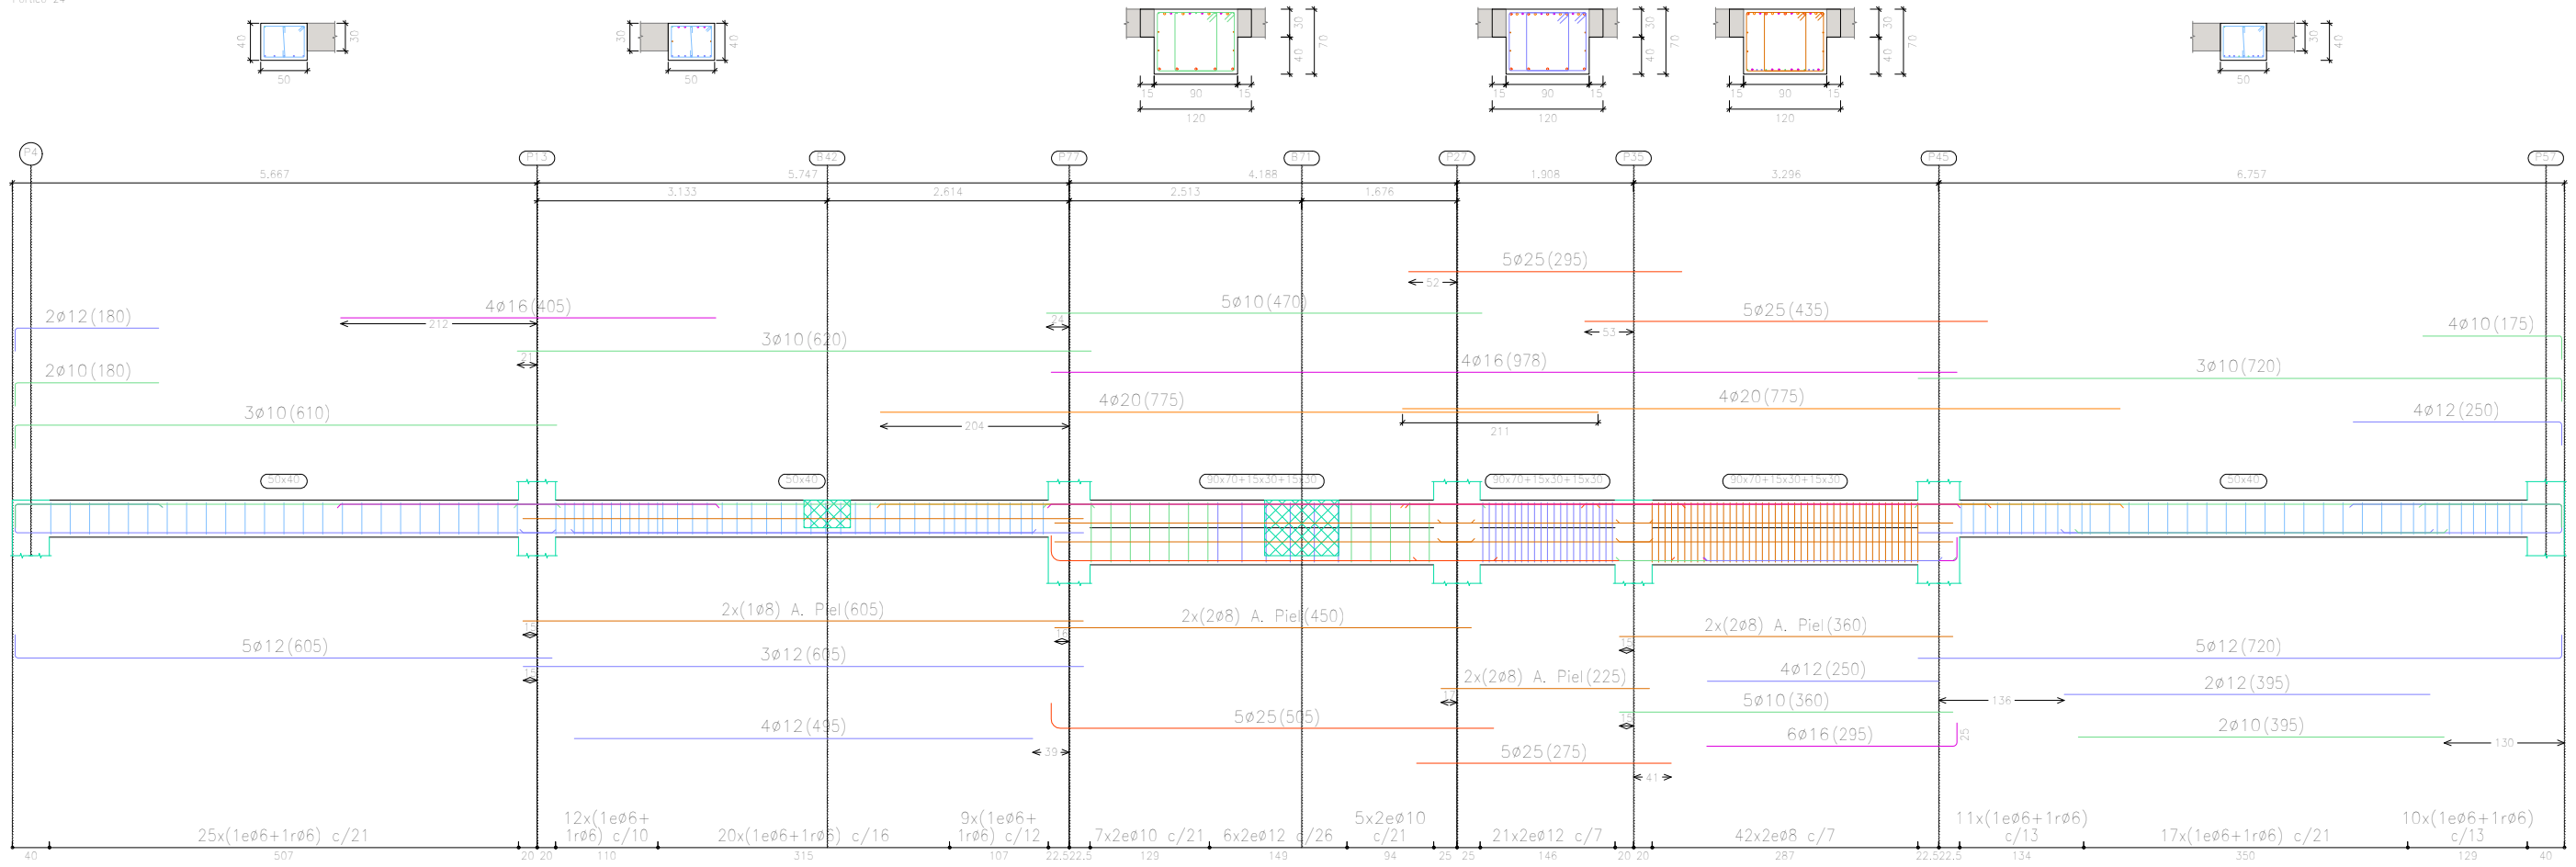 Pórtico 24
40
30
50
30
40
50
30
40
70
15
90
15
120
30
40
70
15
90
15
120
30
40
70
15
90
15
120
30
40
50
P4
P13
B42
P77
B71
P27
P35
P45
P57
5.667
5.747
4.188
1.908
3.296
6.757
3.133
2.614
2.513
1.676
5ø25(295)
52
2ø12(180)
4ø16(405)
212
5ø10(470)
24
5ø25(435)
53
4ø10(175)
3ø10(620)
21
2ø10(180)
4ø16(978)
3ø10(720)
3ø10(610)
4ø20(775)
204
4ø20(775)
211
4ø12(250)
50x40
50x40
90x70+15x30+15x30
90x70+15x30+15x30
90x70+15x30+15x30
50x40
2x(1ø8) A. Piel(605)
15
2x(2ø8) A. Piel(450)
16
2x(2ø8) A. Piel(360)
15
5ø12(605)
3ø12(605)
15
5ø12(720)
2x(2ø8) A. Piel(225)
17
4ø12(250)
2ø12(395)
136
5ø10(360)
15
4ø12(495)
39
5ø25(505)
6ø16(295)
25
2ø10(395)
130
5ø25(275)
41
25x(1eø6+1rø6) c/21
12x(1eø6+
1rø6) c/10
20x(1eø6+1rø6) c/16
9x(1eø6+
1rø6) c/12
7x2eø10 c/21
6x2eø12 c/26
5x2eø10
c/21
21x2eø12 c/7
42x2eø8 c/7
11x(1eø6+1rø6)
c/13
17x(1eø6+1rø6) c/21
10x(1eø6+1rø6)
c/13
40
507
20
20
110
315
107
22.5
22.5
129
149
94
25
25
146
20
20
287
22.5
22.5
134
350
129
40